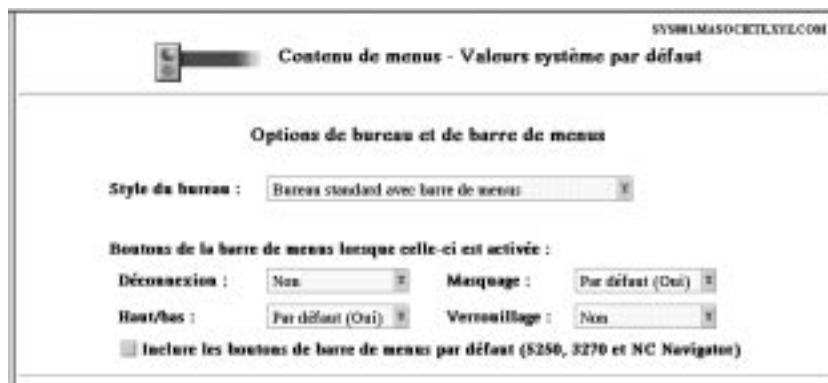 SYS001.MASOCIETE.XYZ.COM
Contenu de menus - Valeurs système par défaut
Options de bureau et de barre de menus
Style du bureau : Bureau standard avec barre de menus
Boutons de la barre de menus lorsque celle-ci est activée :
Déconnexion : Non Masquage : Par défaut (Oui)
Haut/bas : Par défaut (Oui) Verrouillage : Non
Inclure les boutons de barre de menus par défaut (5250, 3270 et NC Navigator)